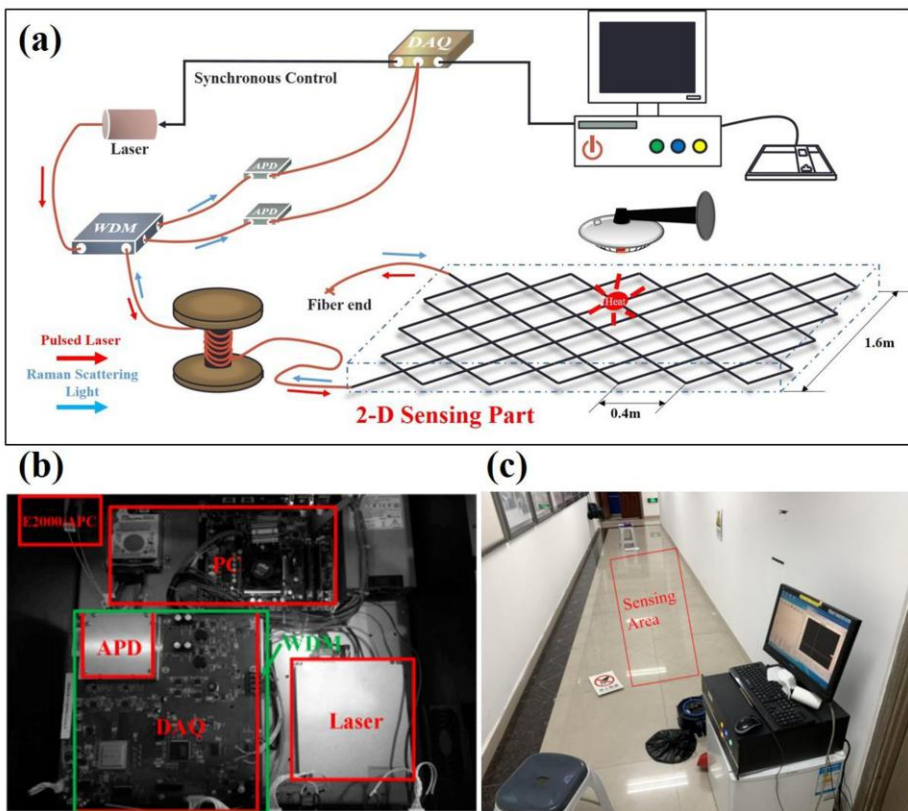 (a)
DAQ
Synchronous Control
Laser
APD
APD
WDM
Fiber end
Heat
1.6m
Pulsed Laser
Raman Scattering
Light
0.4m
2-D Sensing Part
(b)
(c)
E2000-APC
PC
APD
WDM
DAQ
Laser
Sensing
Area